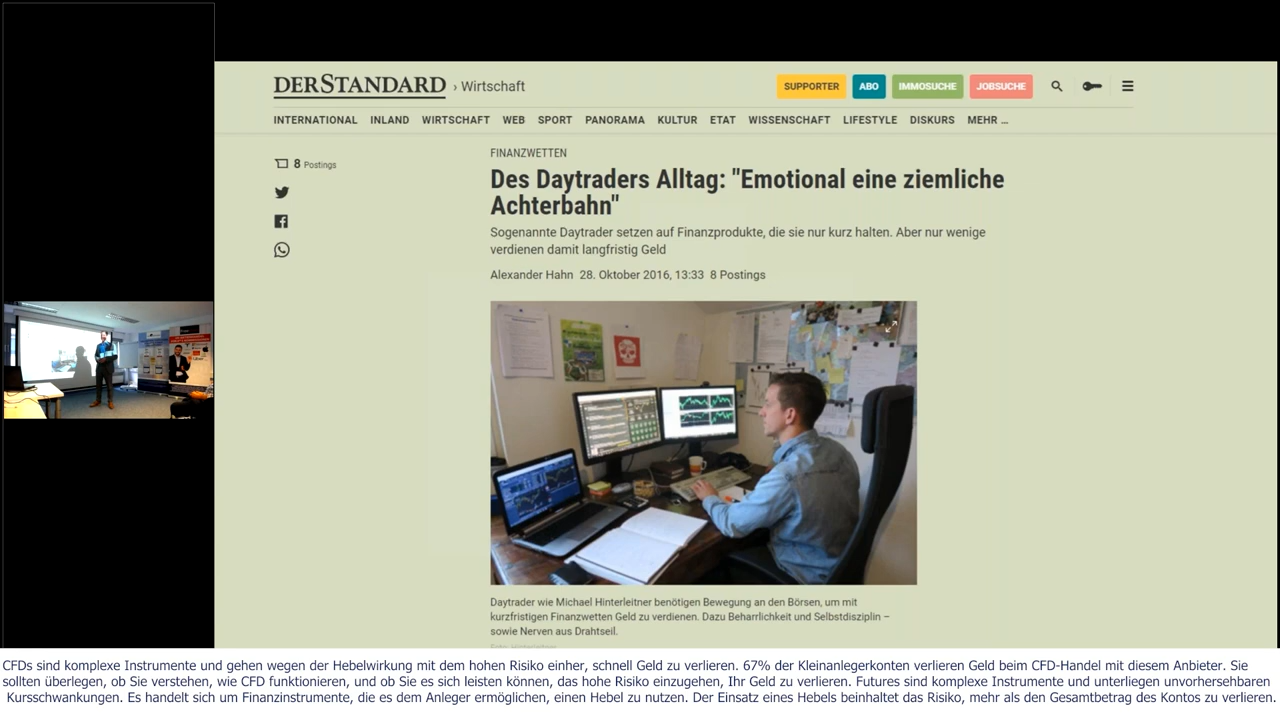 DERSTANDARD › Wirtschaft
SUPPORTER ABO IMMOSUCHE JOBSUCHE
INTERNATIONAL INLAND WIRTSCHAFT WEB SPORT PANORAMA KULTUR ETAT WISSENSCHAFT LIFESTYLE DISKURS MEHR ...
8 Postings
FINANZWETTEN
Des Daytraders Alltag: "Emotional eine ziemliche
Achterbahn"
Sogenannte Daytrader setzen auf Finanzprodukte, die sie nur kurz halten. Aber nur wenige
verdienen damit langfristig Geld
Alexander Hahn 28. Oktober 2016, 13:33 8 Postings
Daytrader wie Michael Hinterleitner benötigen Bewegung an den Börsen, um mit
kurzfristigen Finanzwetten Geld zu verdienen. Dazu Beharrlichkeit und Selbstdisziplin –
sowie Nerven aus Drahtseil.
CFDs sind komplexe Instrumente und gehen wegen der Hebelwirkung mit dem hohen Risiko einher, schnell Geld zu verlieren. 67% der Kleinanlegerkonten verlieren Geld beim CFD-Handel mit diesem Anbieter. Sie
sollten überlegen, ob Sie verstehen, wie CFD funktionieren, und ob Sie es sich leisten können, das hohe Risiko einzugehen, Ihr Geld zu verlieren. Futures sind komplexe Instrumente und unterliegen unvorhersehbaren
Kursschwankungen. Es handelt sich um Finanzinstrumente, die es dem Anleger ermöglichen, einen Hebel zu nutzen. Der Einsatz eines Hebels beinhaltet das Risiko, mehr als den Gesamtbetrag des Kontos zu verlieren.